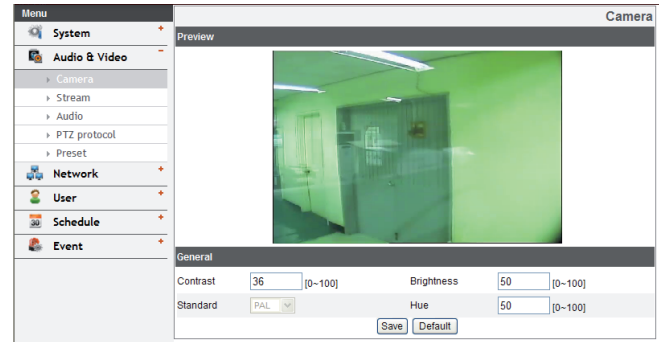 Menu
System
Audio & Video
Camera
Stream
Audio
PTZ protocol
Preset
Network
User
30 Schedule
Event
Camera
Preview
General
Contrast 36 [0~100] Brightness 50 [0~100]
Standard PAL Hue 50 [0~100]
Save Default